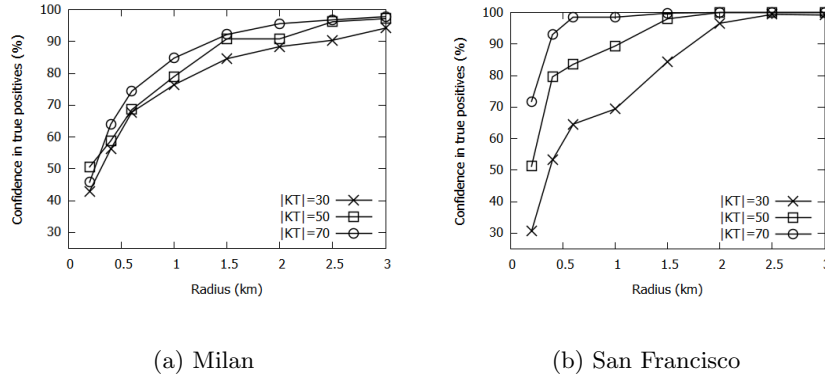 Confidence in true positives (%)
100
90
80
70
60
50
40
30
|KT|=30
|KT|=50
|KT|=70
0 0.5 1 1.5 2 2.5 3
Radius (km)
(a) Milan
Confidence in true positives (%)
100
90
80
70
60
50
40
30
|KT|=30
|KT|=50
|KT|=70
0 0.5 1 1.5 2 2.5 3
Radius (km)
(b) San Francisco